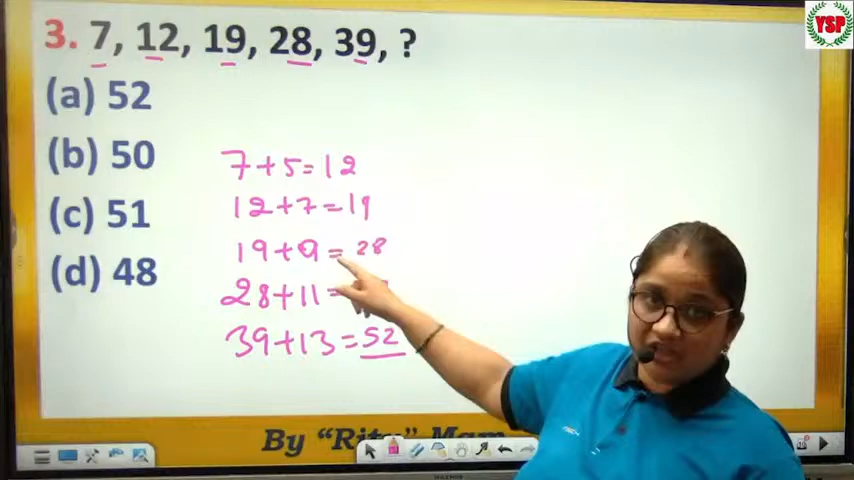 YSP
3. 7, 12, 19, 28, 39, ?
(a) 52
(b) 50
(c) 51
(d) 48
7+5=12
12+7=19
19+9=28
28+11=
39+13=52
By “Ritu” Mam